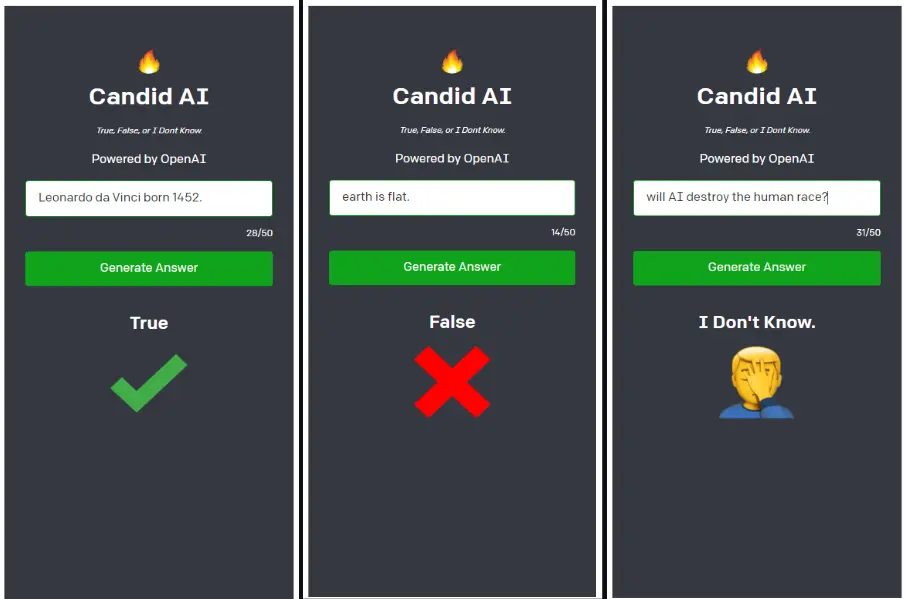 Candid AI
True, False, or I Dont Know.
Powered by OpenAI
Leonardo da Vinci born 1452.
28/50
Generate Answer
True
Candid AI
True, False, or I Dont Know.
Powered by OpenAI
earth is flat.
14/50
Generate Answer
False
Candid AI
True, False, or I Dont Know.
Powered by OpenAI
will AI destroy the human race?
31/50
Generate Answer
I Don't Know.